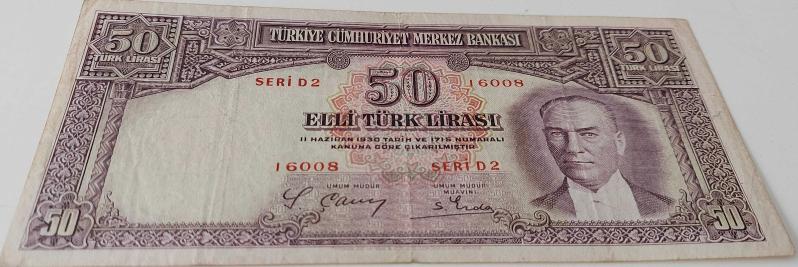 50 TÜRKİYE CÜMHURİYET MERKEZ BANKASI 50
TÜRK LİRASI TÜRK LİRASI
SERİ D2 50 16008
ELLİ TÜRK LİRASI
11 HAZİRAN 1930 TARİH VE 1715 NUMARALI
KANUNA GÖRE ÇIKARILMIŞTIR
16008 SERİ D2
UMUM MÜDÜR UMUM MÜDÜR
MUAVİNİ
50 50